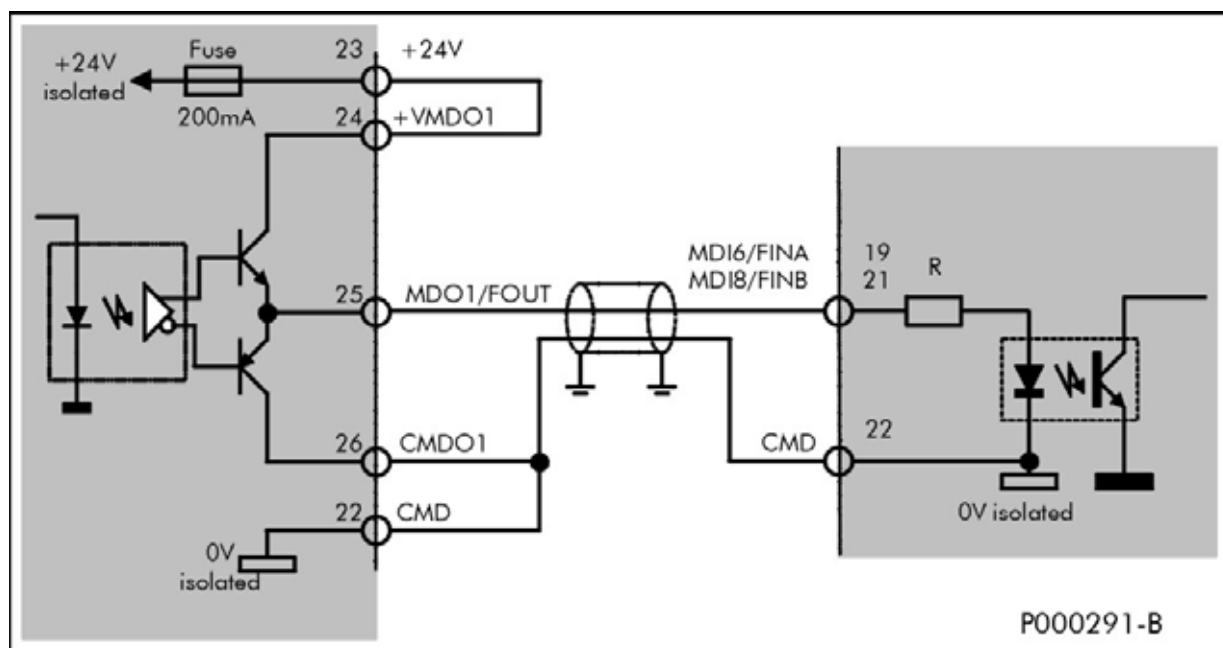 Fuse
23
+24V
+24V
isolated
200mA
24
+VMDO1
MDI6/FINA
19
MDI8/FINB
21
R
25
MDO1/FOUT
26
CMDO1
CMD
22
22
CMD
0V
isolated
0V isolated
P000291-B